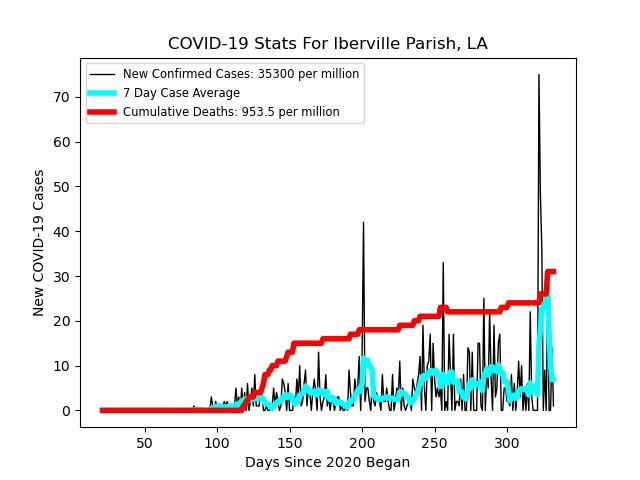 COVID-19 Stats For Iberville Parish, LA
New Confirmed Cases: 35300 per million
7 Day Case Average
Cumulative Deaths: 953.5 per million
New COVID-19 Cases
70
60
50
40
30
20
10
0
50 100 150 200 250 300
Days Since 2020 Began